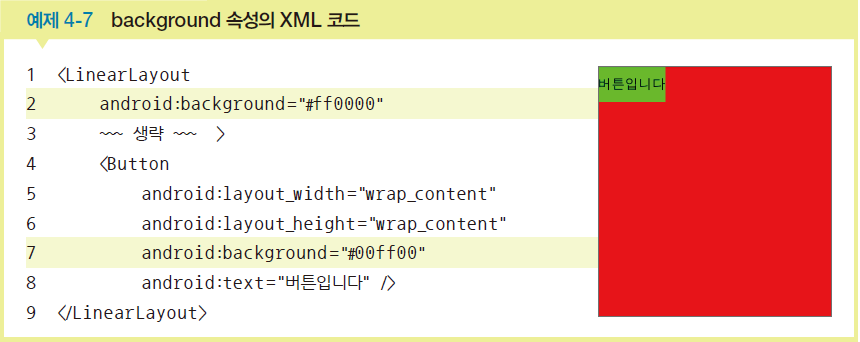 예제 4-7 background 속성의 XML 코드
1 <LinearLayout
2 android:background="#ff0000"
3 ~~~ 생략 ~~~ >
4 <Button
5 android:layout_width="wrap_content"
6 android:layout_height="wrap_content"
7 android:background="#00ff00"
8 android:text="버튼입니다" />
9 </LinearLayout>
버튼입니다